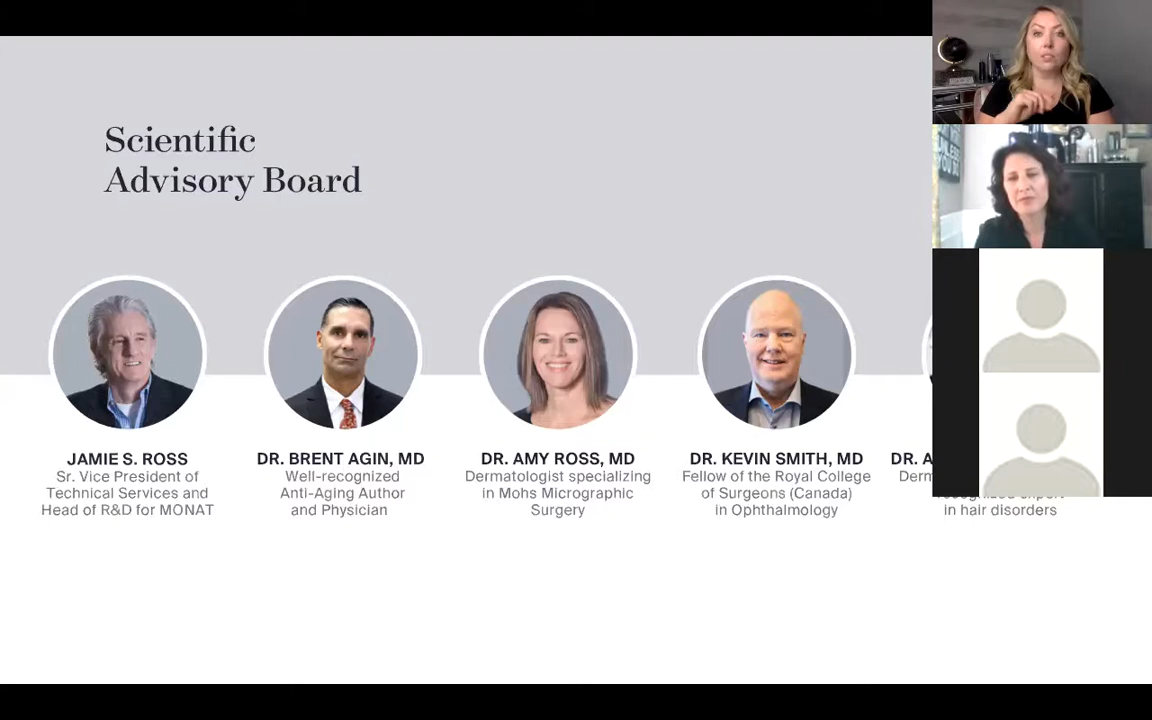 Scientific
Advisory Board
JAMIE S. ROSS
Sr. Vice President of
Technical Services and
Head of R&D for MONAT
DR. BRENT AGIN, MD
Well-recognized
Anti-Aging Author
and Physician
DR. AMY ROSS, MD
Dermatologist specializing
in Mohs Micrographic
Surgery
DR. KEVIN SMITH, MD
Fellow of the Royal College
of Surgeons (Canada)
in Ophthalmology
DR. A
Derm
in hair disorders